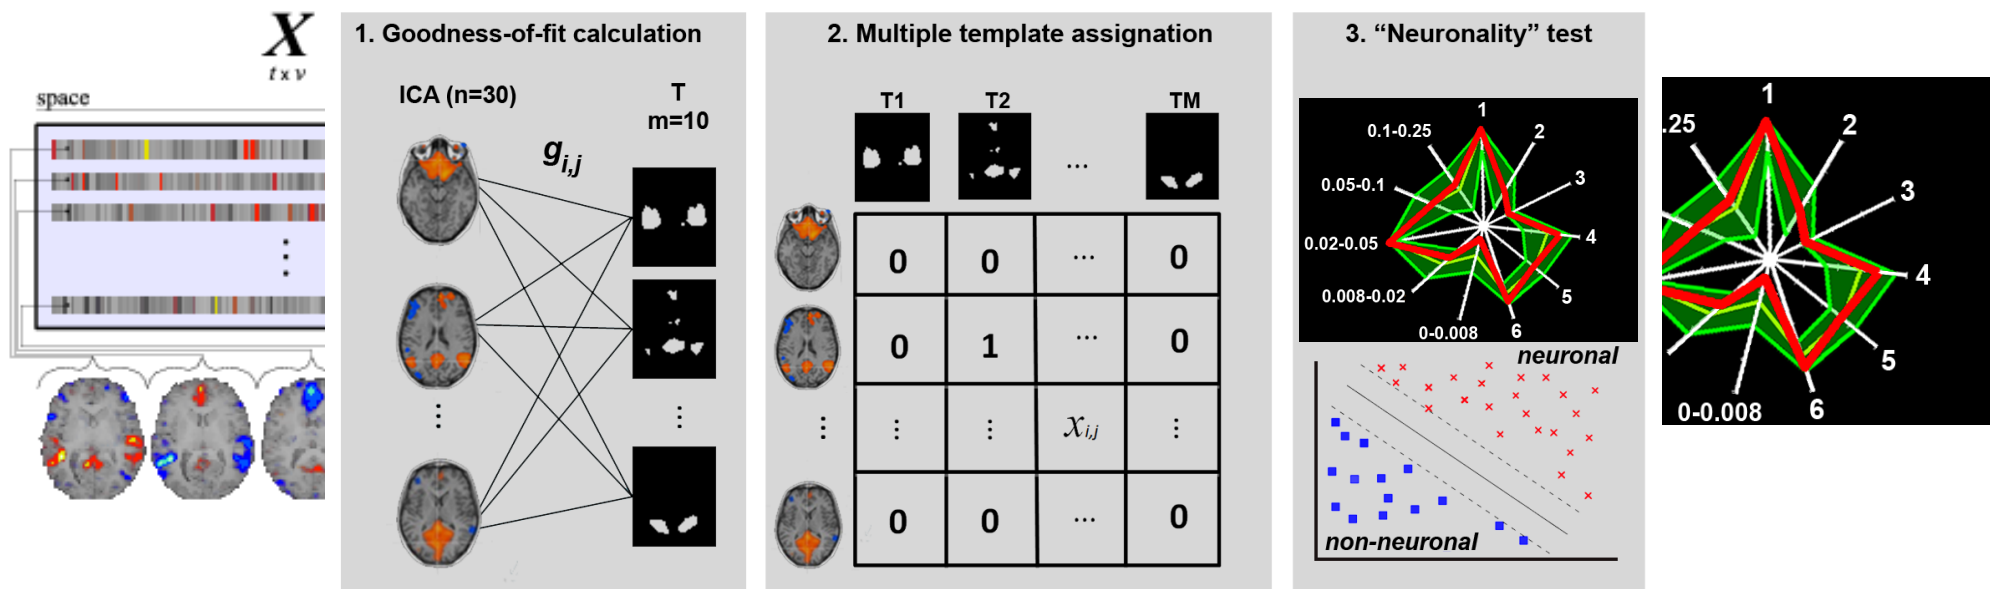 X
t x v
space
1. Goodness-of-fit calculation
ICA (n=30)
T
m=10
g i,j
2. Multiple template assignation
T1 T2 ... TM
0 0 ... 0
0 1 ... 0
x i,j
0 0 ... 0
3. “Neuronality” test
1
2
3
4
5
6
0-0.008
0.008-0.02
0.02-0.05
0.05-0.1
0.1-0.25
neuronal
non-neuronal
.25
1
2
3
4
5
6
0-0.008